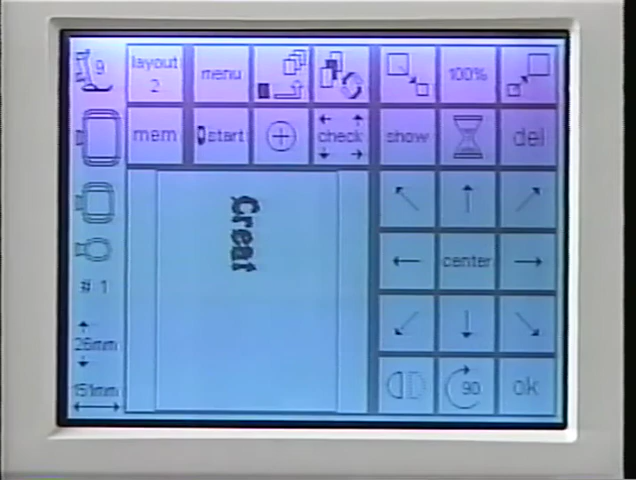 9 layout 2 menu 100%
mem start check show del
Creat
center
# 1
26mm
151mm
90 ok